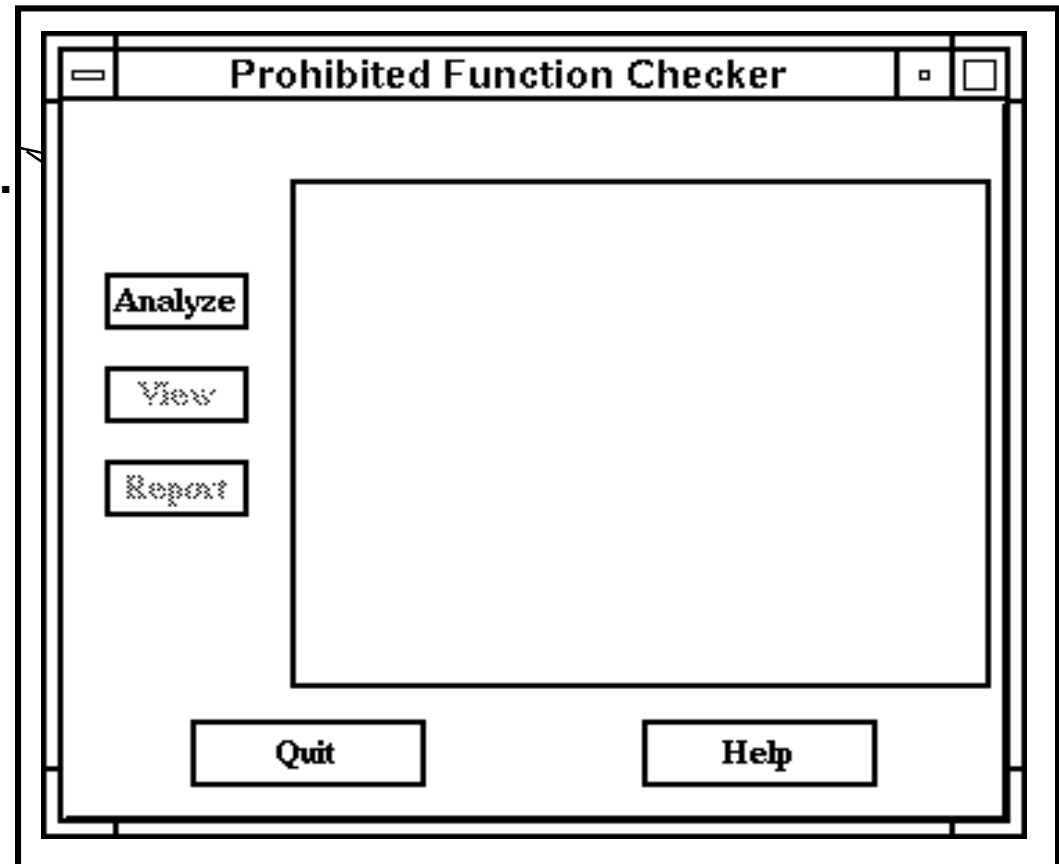 Prohibited Function Checker
Analyze
View
Report
Quit
Help